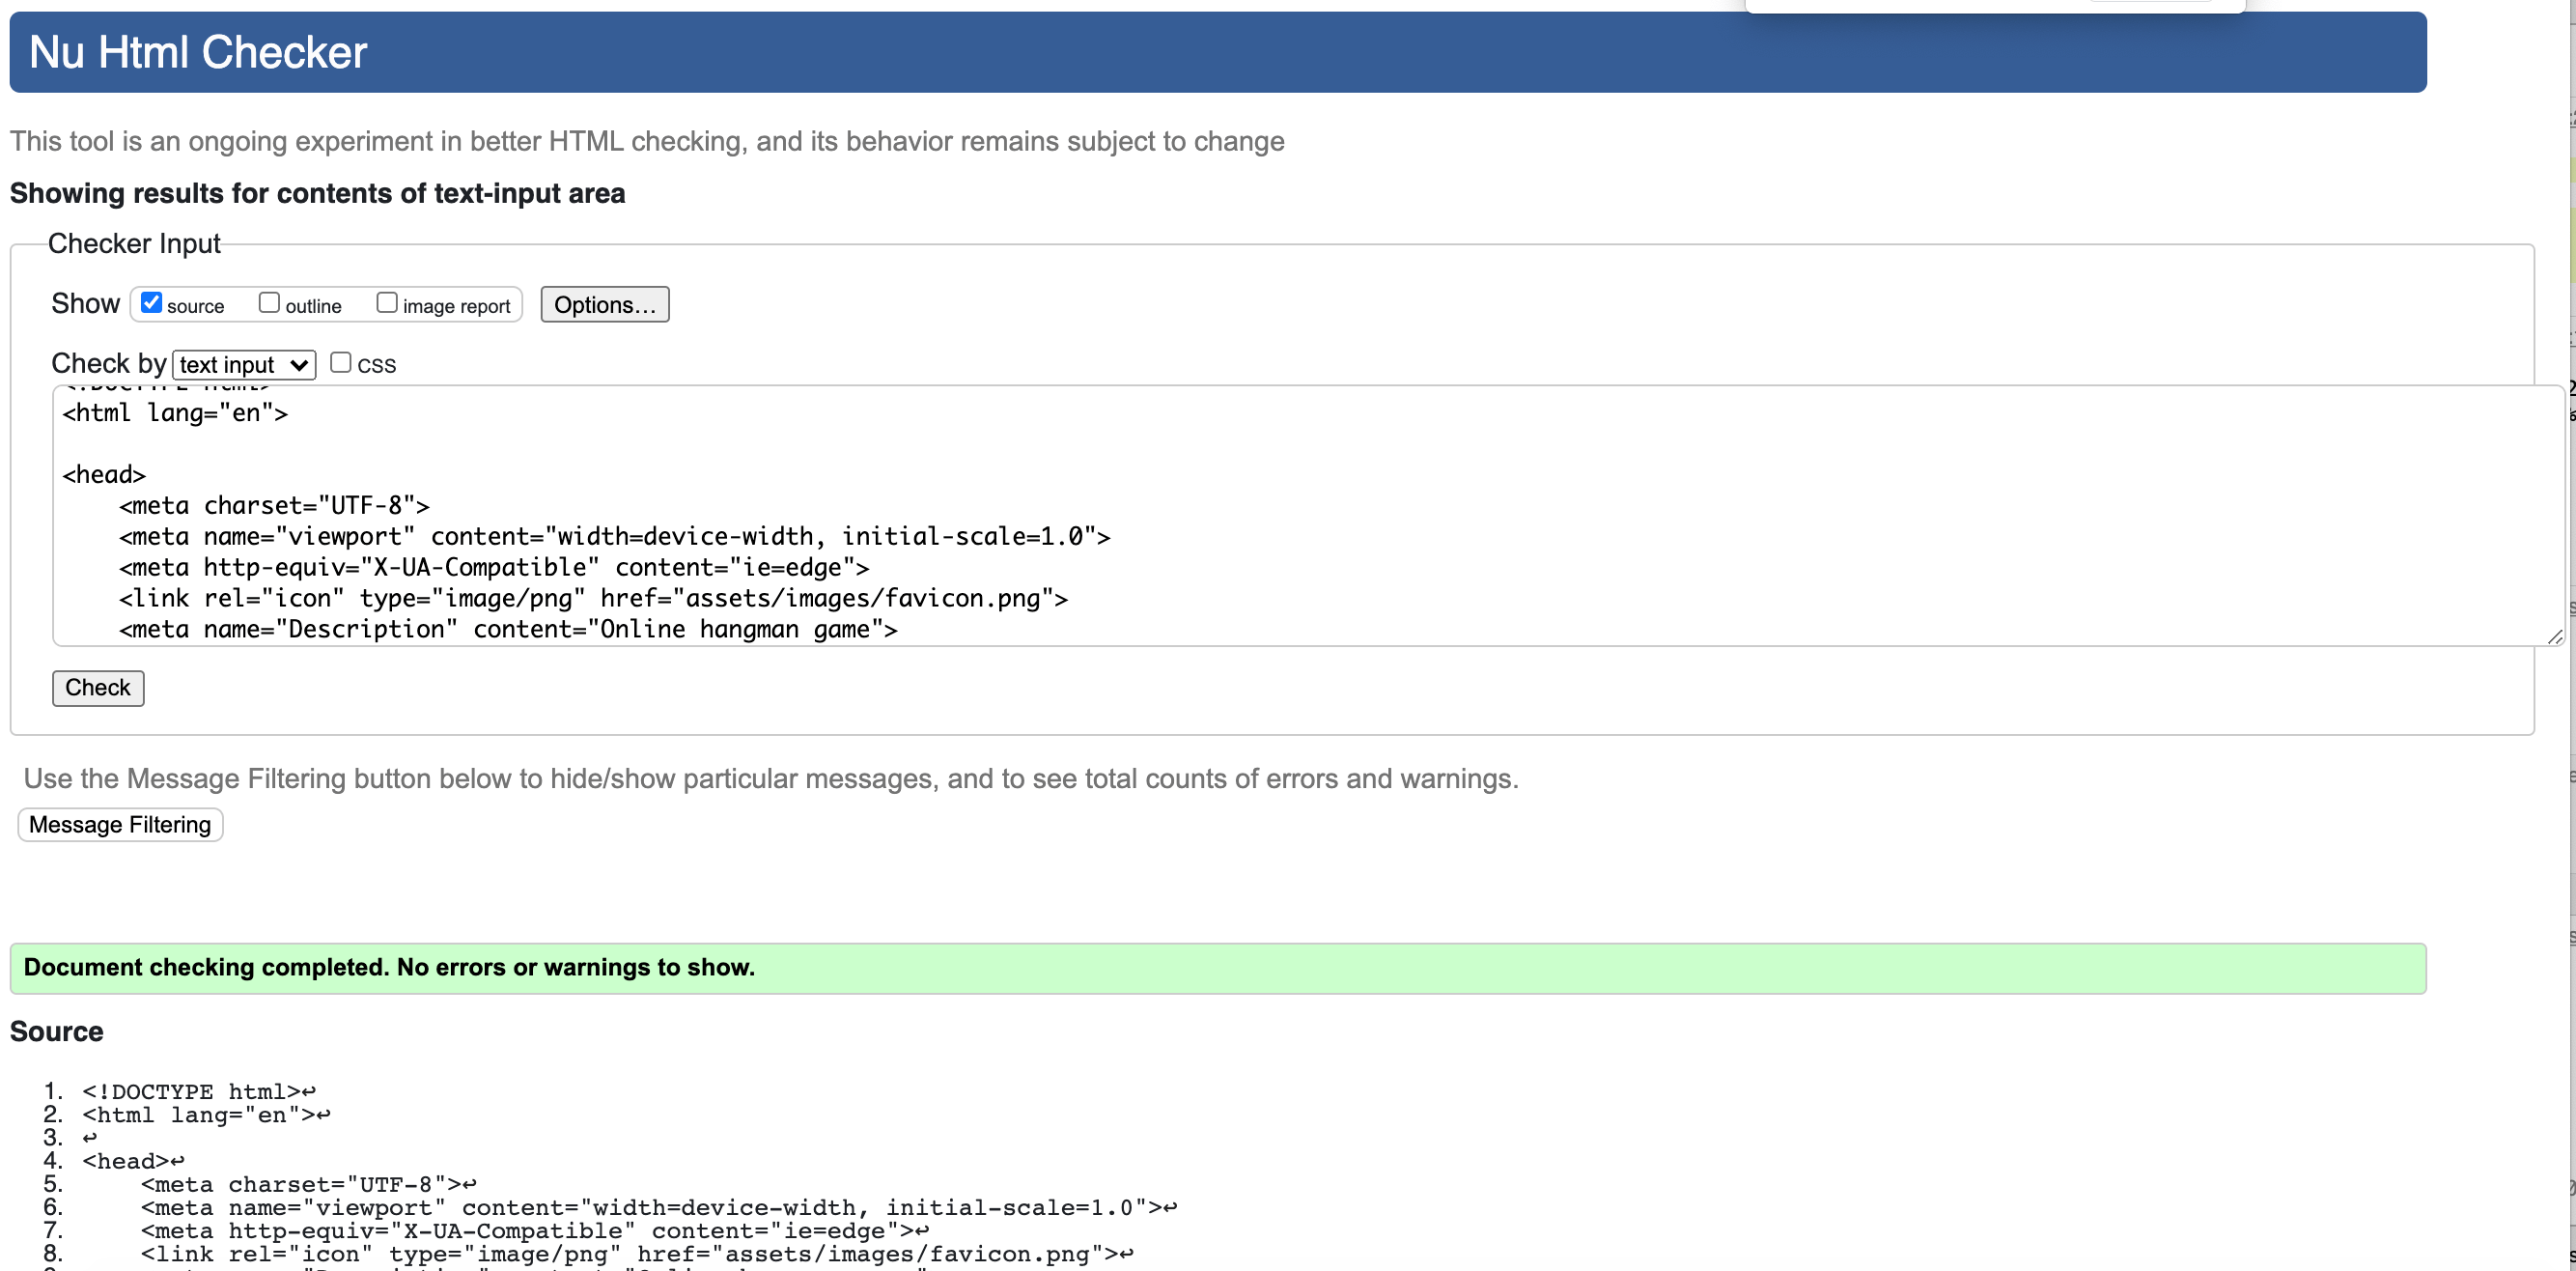 Nu Html Checker
This tool is an ongoing experiment in better HTML checking, and its behavior remains subject to change
Showing results for contents of text-input area
Checker Input
Show source outline image report Options...
Check by text input CSS
<!DOCTYPE html>
<html lang="en">
<head>
    <meta charset="UTF-8">
    <meta name="viewport" content="width=device-width, initial-scale=1.0">
    <meta http-equiv="X-UA-Compatible" content="ie=edge">
    <link rel="icon" type="image/png" href="assets/images/favicon.png">
    <meta name="Description" content="Online hangman game">
Check
Use the Message Filtering button below to hide/show particular messages, and to see total counts of errors and warnings.
Message Filtering
Document checking completed. No errors or warnings to show.
Source
1. <!DOCTYPE html>↩
2. <html lang="en">↩
3. ↩
4. <head>↩
5.     <meta charset="UTF-8">↩
6.     <meta name="viewport" content="width=device-width, initial-scale=1.0">↩
7.     <meta http-equiv="X-UA-Compatible" content="ie=edge">↩
8.     <link rel="icon" type="image/png" href="assets/images/favicon.png">↩